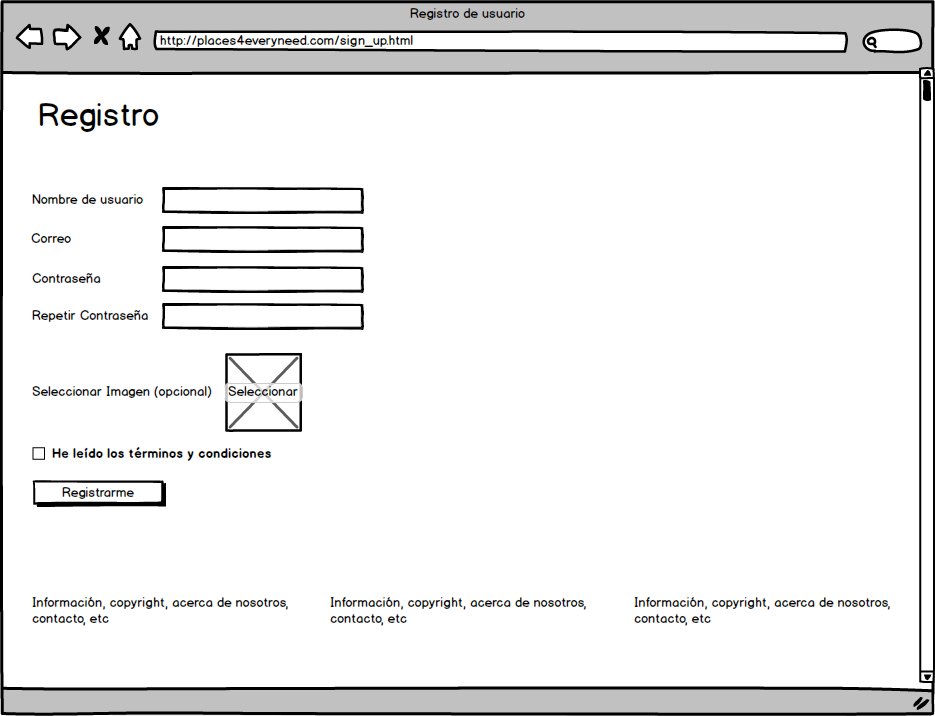 Registro de usuario
http://places4everyneed.com/sign_up.html
Registro
Nombre de usuario
Correo
Contraseña
Repetir Contraseña
Seleccionar Imagen (opcional)
Seleccionar
He leído los términos y condiciones
Registrarme
Información, copyright, acerca de nosotros,
contacto, etc
Información, copyright, acerca de nosotros,
contacto, etc
Información, copyright, acerca de nosotros,
contacto, etc